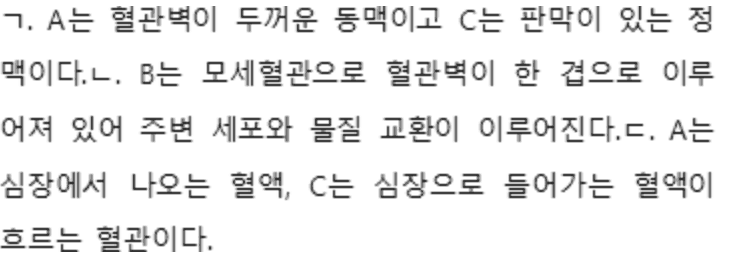 ㄱ. A는 혈관벽이 두꺼운 동맥이고 C는 판막이 있는 정
맥이다.ㄴ. B는 모세혈관으로 혈관벽이 한 겹으로 이루
어져 있어 주변 세포와 물질 교환이 이루어진다.ㄷ. A는
심장에서 나오는 혈액, C는 심장으로 들어가는 혈액이
흐르는 혈관이다.